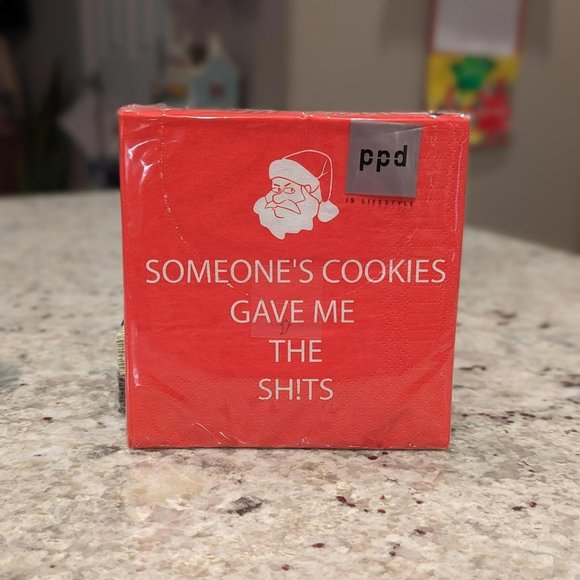 ppd
IS LIFESTYLE
SOMEONE'S COOKIES
GAVE ME
THE
SH!TS